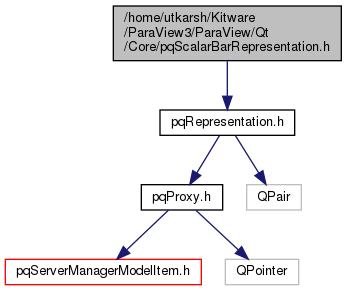 /home/utkarsh/Kitware
/ParaView3/ParaView/Qt
/Core/pqScalarBarRepresentation.h
pqRepresentation.h
pqProxy.h
QPair
pqServerManagerModelItem.h
QPointer